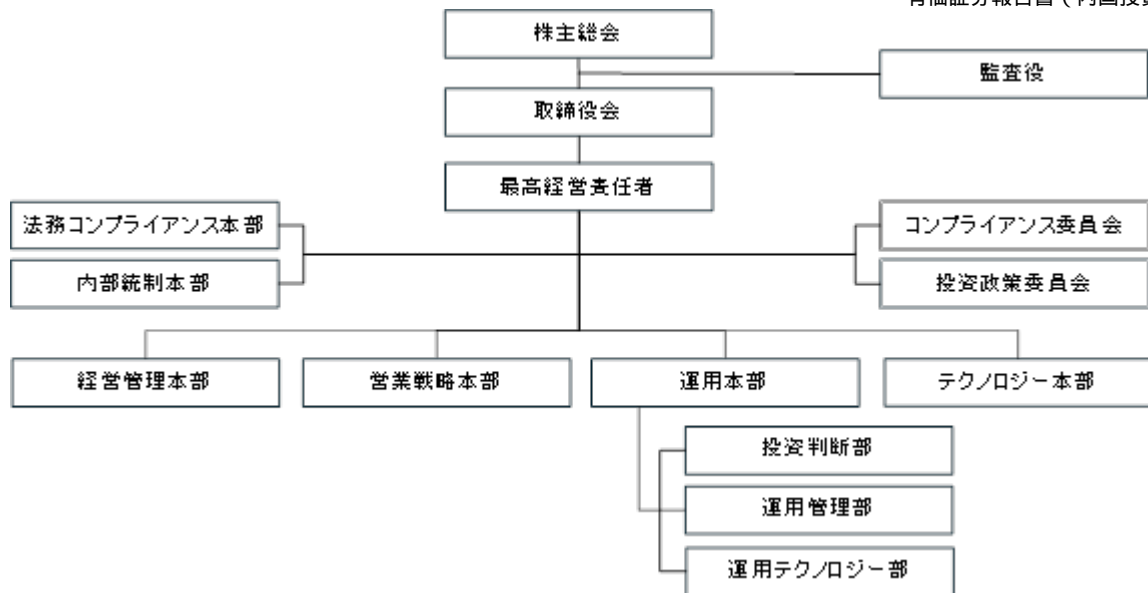 株主総会
監査役
取締役会
最高経営責任者
法務コンプライアンス本部
コンプライアンス委員会
内部統制本部
投資政策委員会
経営管理本部
営業戦略本部
運用本部
テクノロジー本部
投資判断部
運用管理部
運用テクノロジー部